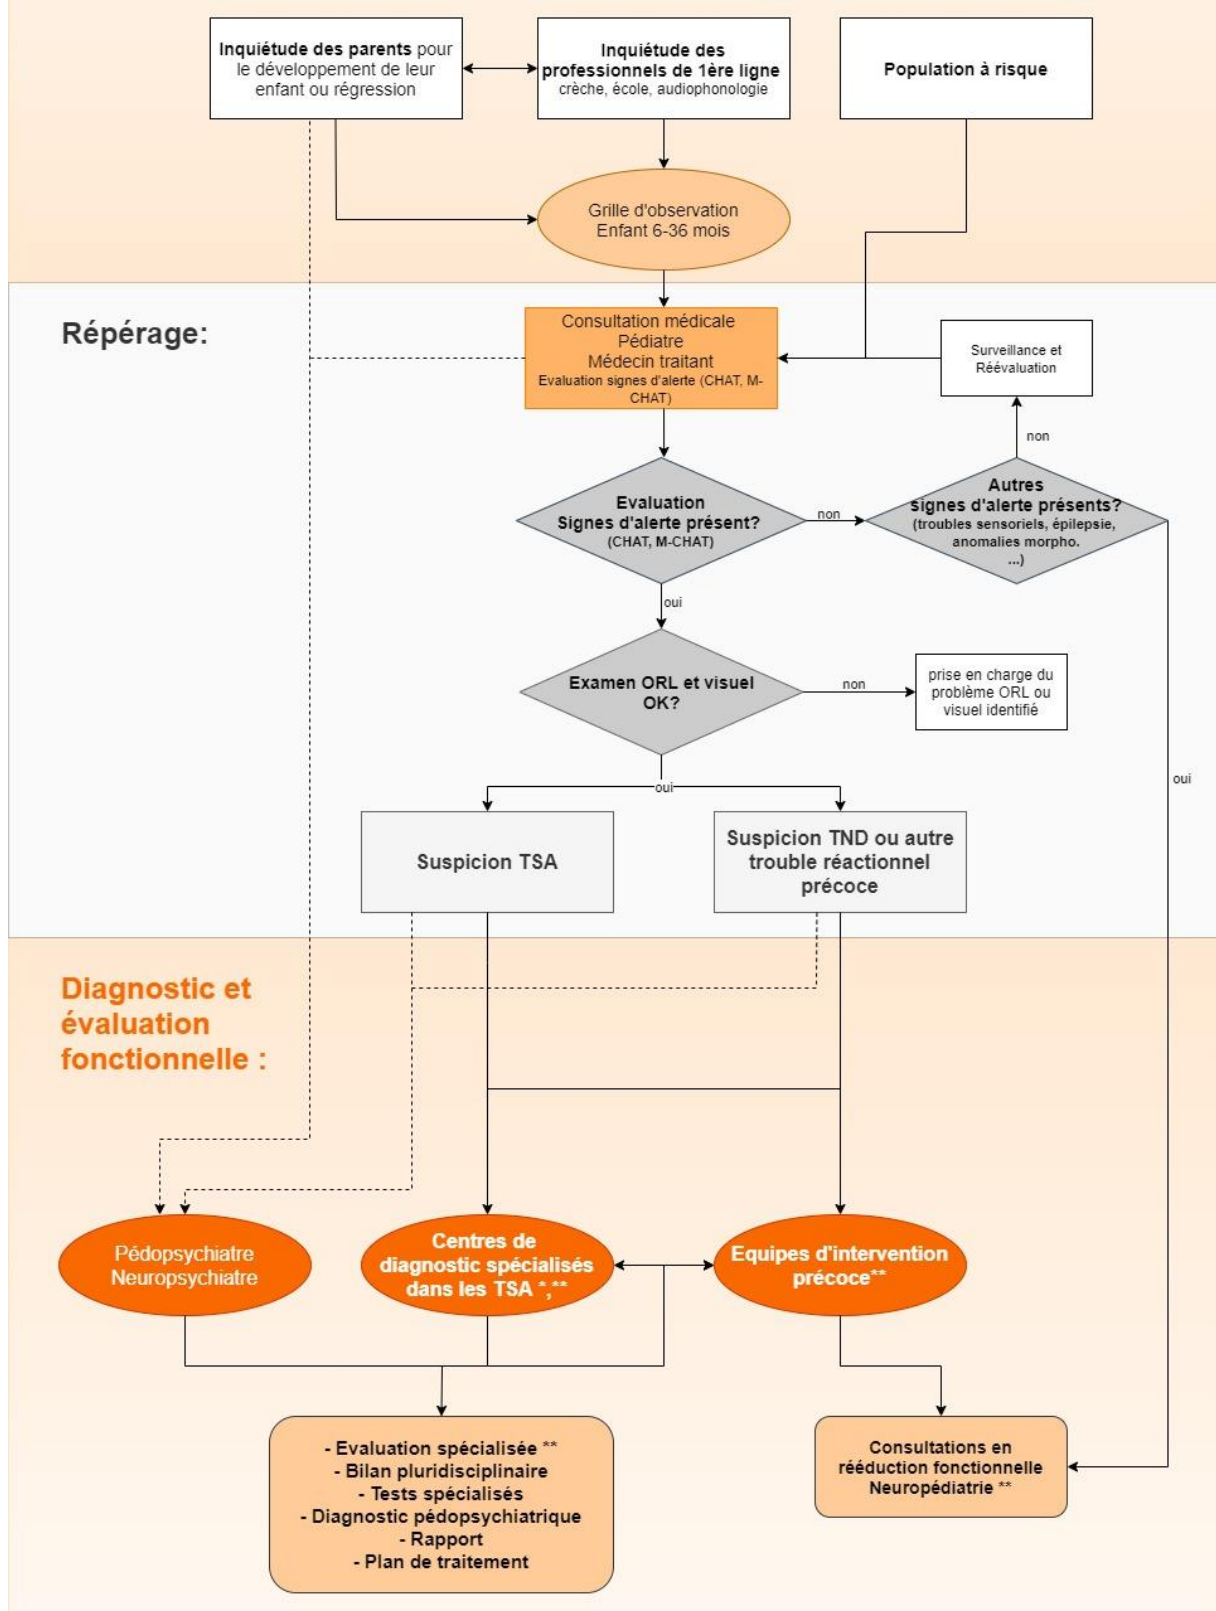 Inquiétude des parents pour
le développement de leur
enfant ou régression
Inquiétude des
professionnels de 1ère ligne
crèche, école, audiophonologie
Population à risque
Grille d'observation
Enfant 6-36 mois
Répérage:
Consultation médicale
Pédiatre
Médecin traitant
Evaluation signes d'alerte (CHAT, M-
CHAT)
Surveillance et
Réévaluation
non
Evaluation
Signes d'alerte présent?
(CHAT, M-CHAT)
non
Autres
signes d'alerte présents?
(troubles sensoriels, épilepsie,
anomalies morpho.
...)
oui
Examen ORL et visuel
OK?
non
prise en charge du
problème ORL ou
visuel identifié
oui
oui
Suspicion TSA
Suspicion TND ou autre
trouble réactionnel
précoce
Diagnostic et
évaluation
fonctionnelle :
Pédopsychiatre
Neuropsychiatre
Centres de
diagnostic spécialisés
dans les TSA *,**
Equipes d'intervention
précoce**
- Evaluation spécialisée **
- Bilan pluridisciplinaire
- Tests spécialisés
- Diagnostic pédopsychiatrique
- Rapport
- Plan de traitement
Consultations en
rééduction fonctionnelle
Neuropédiatrie **